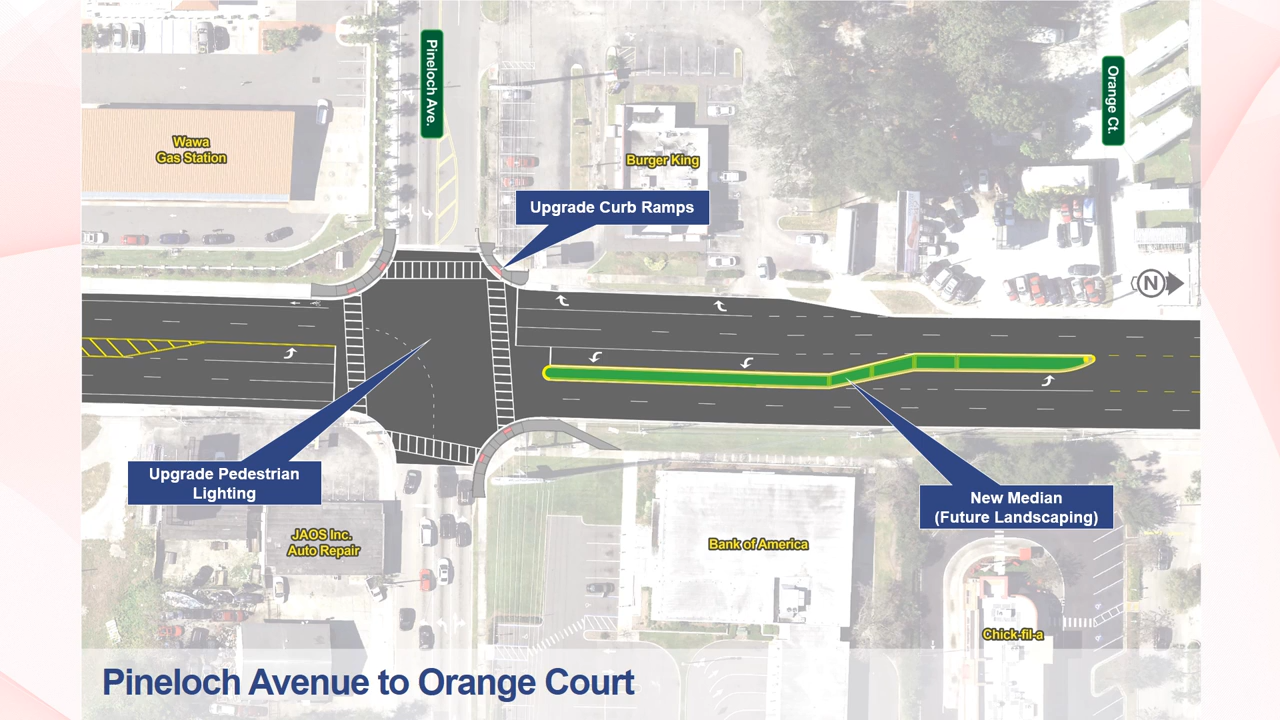 Pineloch Ave.
Orange Ct.
Wawa
Gas Station
Burger King
Upgrade Curb Ramps
N
Upgrade Pedestrian
Lighting
New Median
(Future Landscaping)
JAOS Inc.
Auto Repair
Bank of America
Chick-fil-a
Pineloch Avenue to Orange Court